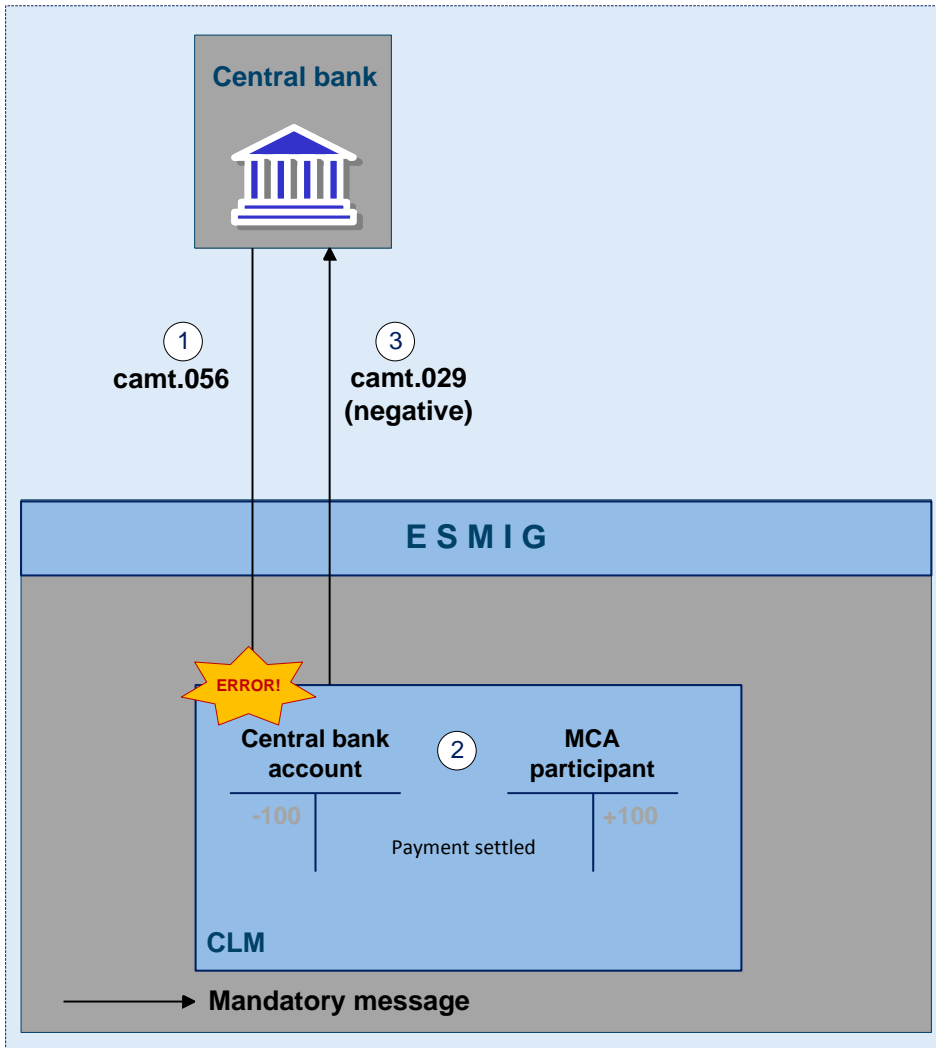 Central bank
1
camt.056
3
camt.029
(negative)
E S M I G
ERROR!
Central bank
account
2
MCA
participant
-100
+100
Payment settled
CLM
Mandatory message